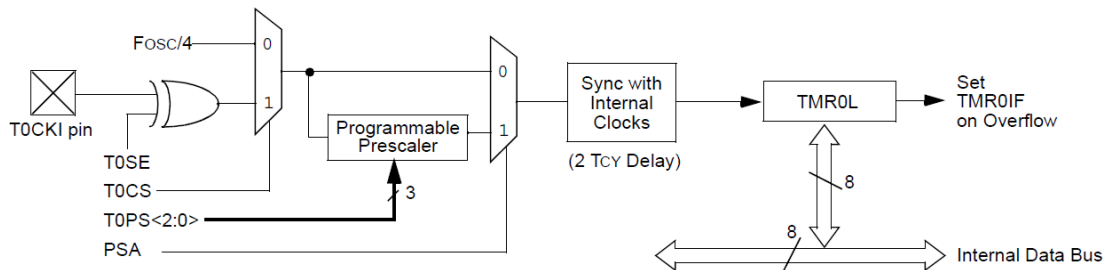 FOSC/4
0
1
T0CKI pin
T0SE
T0CS
T0PS<2:0>
PSA
Programmable
Prescaler
3
0
1
Sync with
Internal
Clocks
(2 TCY Delay)
TMR0L
Set
TMR0IF
on Overflow
8
8
Internal Data Bus